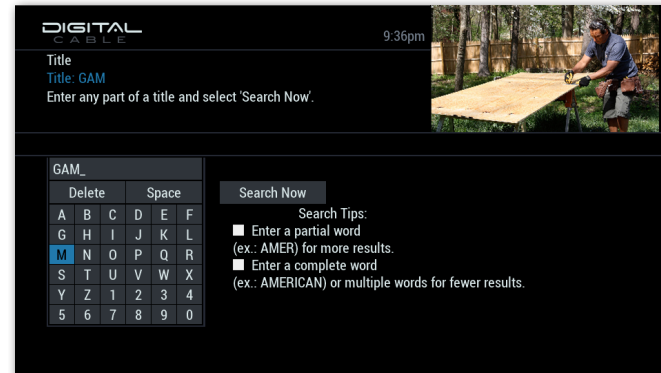 DIGITAL
CABLE
9:36pm
Title
Title: GAM
Enter any part of a title and select 'Search Now'.
GAM_
Delete Space
Search Now
A B C D E F
G H I J K L
M N O P Q R
S T U V W X
Y Z 1 2 3 4
5 6 7 8 9 0
Search Tips:
Enter a partial word
(ex.: AMER) for more results.
Enter a complete word
(ex.: AMERICAN) or multiple words for fewer results.